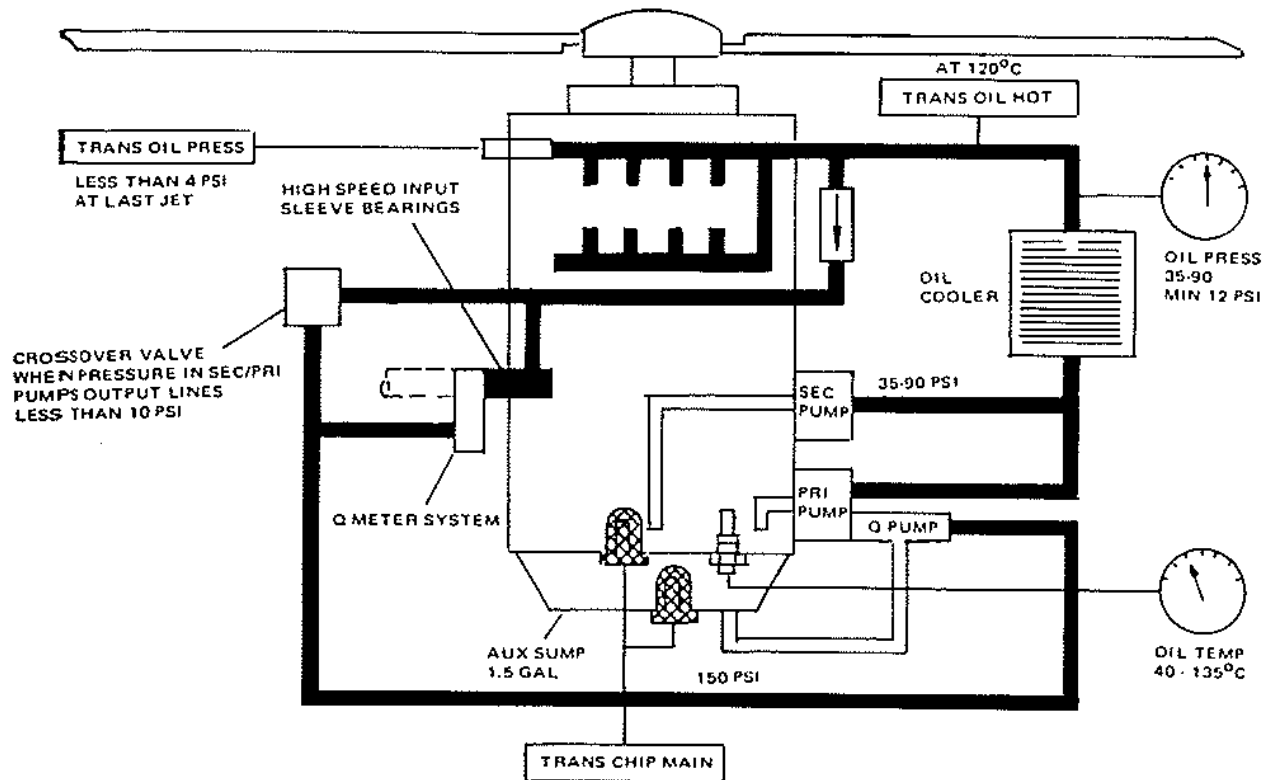 AT 120°C
TRANS OIL HOT
TRANS OIL PRESS
LESS THAN 4 PSI
AT LAST JET
HIGH SPEED INPUT
SLEEVE BEARINGS
OIL PRESS
35-90
MIN 12 PSI
OIL
COOLER
CROSSOVER VALVE
WHEN PRESSURE IN SEC/PRI
PUMPS OUTPUT LINES
LESS THAN 10 PSI
SEC
PUMP
35-90 PSI
PRI
PUMP
Q PUMP
Q METER SYSTEM
AUX SUMP
1.5 GAL
150 PSI
OIL TEMP
40 - 135°C
TRANS CHIP MAIN